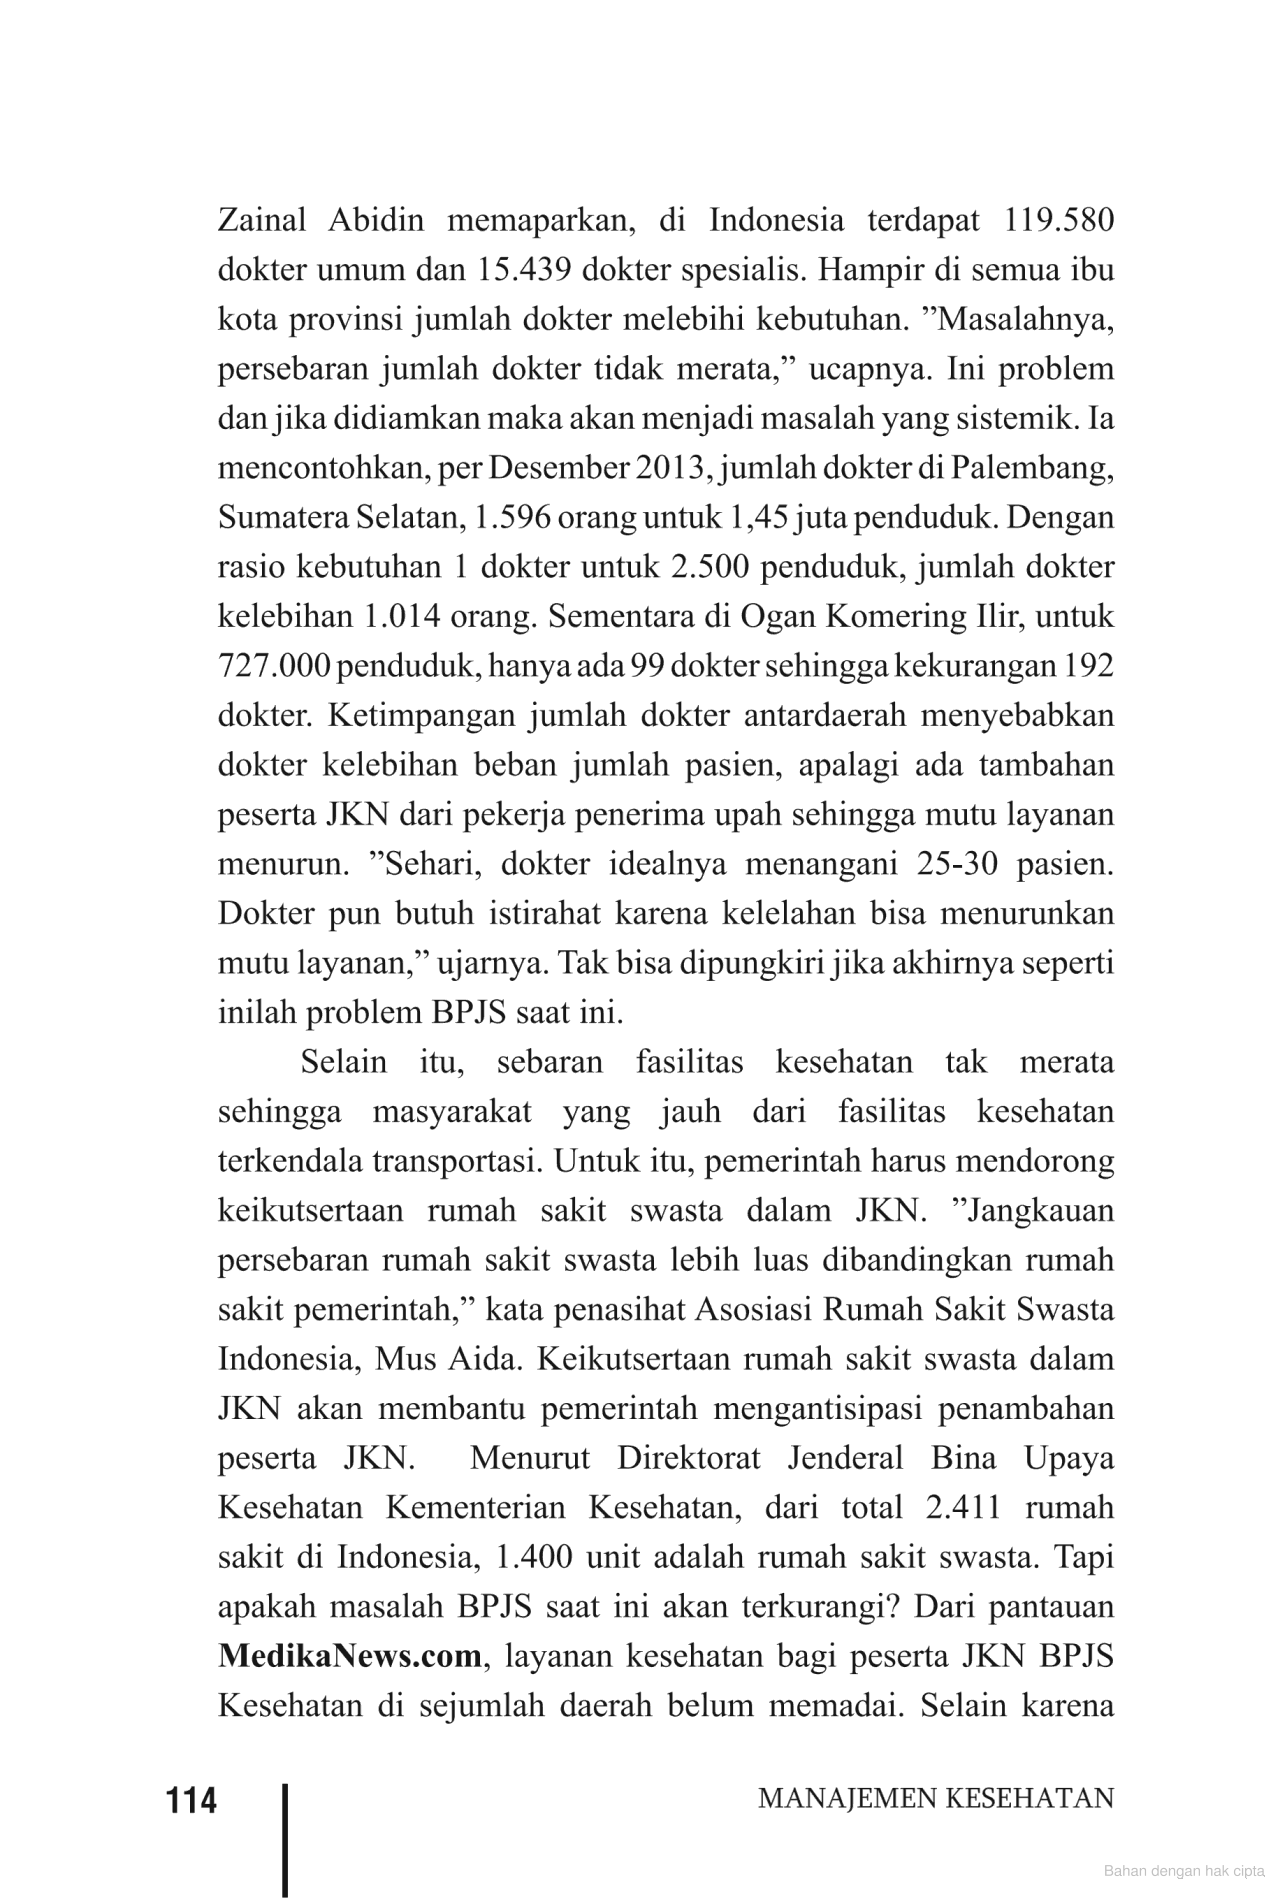 Zainal Abidin memaparkan, di Indonesia terdapat 119.580
dokter umum dan 15.439 dokter spesialis. Hampir di semua ibu
kota provinsi jumlah dokter melebihi kebutuhan. ”Masalahnya,
persebaran jumlah dokter tidak merata,” ucapnya. Ini problem
dan jika didiamkan maka akan menjadi masalah yang sistemik. Ia
mencontohkan, per Desember 2013, jumlah dokter di Palembang,
Sumatera Selatan, 1.596 orang untuk 1,45 juta penduduk. Dengan
rasio kebutuhan 1 dokter untuk 2.500 penduduk, jumlah dokter
kelebihan 1.014 orang. Sementara di Ogan Komering Ilir, untuk
727.000 penduduk, hanya ada 99 dokter sehingga kekurangan 192
dokter. Ketimpangan jumlah dokter antardaerah menyebabkan
dokter kelebihan beban jumlah pasien, apalagi ada tambahan
peserta JKN dari pekerja penerima upah sehingga mutu layanan
menurun. ”Sehari, dokter idealnya menangani 25-30 pasien.
Dokter pun butuh istirahat karena kelelahan bisa menurunkan
mutu layanan,” ujarnya. Tak bisa dipungkiri jika akhirnya seperti
inilah problem BPJS saat ini.
Selain itu, sebaran fasilitas kesehatan tak merata
sehingga masyarakat yang jauh dari fasilitas kesehatan
terkendala transportasi. Untuk itu, pemerintah harus mendorong
keikutsertaan rumah sakit swasta dalam JKN. ”Jangkauan
persebaran rumah sakit swasta lebih luas dibandingkan rumah
sakit pemerintah,” kata penasihat Asosiasi Rumah Sakit Swasta
Indonesia, Mus Aida. Keikutsertaan rumah sakit swasta dalam
JKN akan membantu pemerintah mengantisipasi penambahan
peserta JKN. Menurut Direktorat Jenderal Bina Upaya
Kesehatan Kementerian Kesehatan, dari total 2.411 rumah
sakit di Indonesia, 1.400 unit adalah rumah sakit swasta. Tapi
apakah masalah BPJS saat ini akan terkurangi? Dari pantauan
MedikaNews.com, layanan kesehatan bagi peserta JKN BPJS
Kesehatan di sejumlah daerah belum memadai. Selain karena
114
MANAJEMEN KESEHATAN
Bahan dengan hak cipta